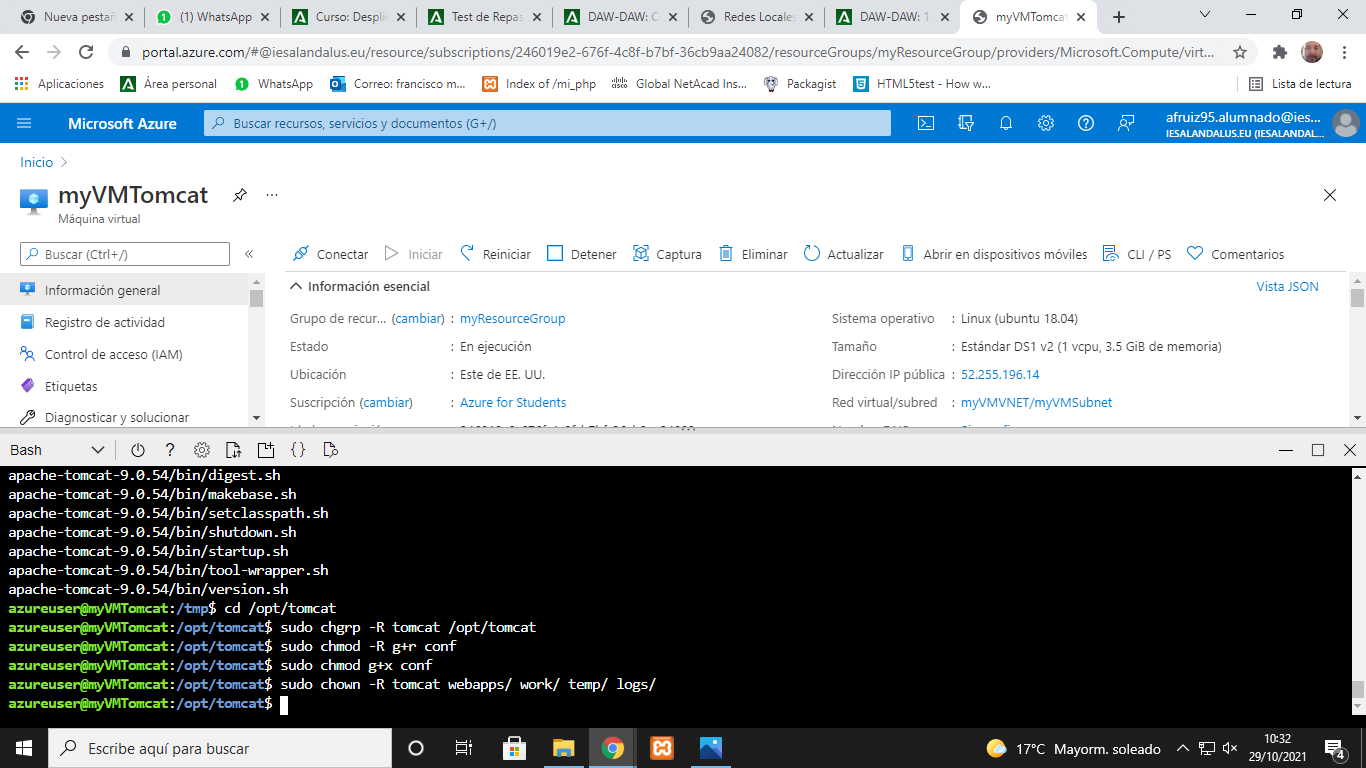 Nueva pestañ
(1) WhatsApp
Curso: Despli
Test de Repas
DAW-DAW: C
Redes Locales
DAW-DAW: 1.
myVMTomcat
portal.azure.com/#@iesalandalus.eu/resource/subscriptions/246019e2-676f-4c8f-b7bf-36cb9aa24082/resourceGroups/myResourceGroup/providers/Microsoft.Compute/virt...
Aplicaciones
Área personal
WhatsApp
Correo: francisco m...
Index of /mi_php
Global NetAcad Ins...
Packagist
HTML5test - How w...
Lista de lectura
Microsoft Azure
Buscar recursos, servicios y documentos (G+/)
afruiz95.alumnado@ies...
IESALANDALUS.EU (IESALANDAL...
Inicio
myVMTomcat
Máquina virtual
Buscar (Ctrl+/)
Conectar
Iniciar
Reiniciar
Detener
Captura
Eliminar
Actualizar
Abrir en dispositivos móviles
CLI / PS
Comentarios
Información general
Registro de actividad
Control de acceso (IAM)
Etiquetas
Diagnosticar y solucionar
Información esencial
Vista JSON
Grupo de recur... (cambiar) : myResourceGroup
Estado : En ejecución
Ubicación : Este de EE. UU.
Suscripción (cambiar) : Azure for Students
Sistema operativo : Linux (ubuntu 18.04)
Tamaño : Estándar DS1 v2 (1 vcpu, 3.5 GiB de memoria)
Dirección IP pública : 52.255.196.14
Red virtual/subred : myVMVNET/myVMSubnet
Bash
apache-tomcat-9.0.54/bin/digest.sh
apache-tomcat-9.0.54/bin/makebase.sh
apache-tomcat-9.0.54/bin/setclasspath.sh
apache-tomcat-9.0.54/bin/shutdown.sh
apache-tomcat-9.0.54/bin/startup.sh
apache-tomcat-9.0.54/bin/tool-wrapper.sh
apache-tomcat-9.0.54/bin/version.sh
azureuser@myVMTomcat:/tmp$ cd /opt/tomcat
azureuser@myVMTomcat:/opt/tomcat$ sudo chgrp -R tomcat /opt/tomcat
azureuser@myVMTomcat:/opt/tomcat$ sudo chmod -R g+r conf
azureuser@myVMTomcat:/opt/tomcat$ sudo chmod g+x conf
azureuser@myVMTomcat:/opt/tomcat$ sudo chown -R tomcat webapps/ work/ temp/ logs/
azureuser@myVMTomcat:/opt/tomcat$
Escribe aquí para buscar
17°C Mayorm. soleado
10:32
29/10/2021
4